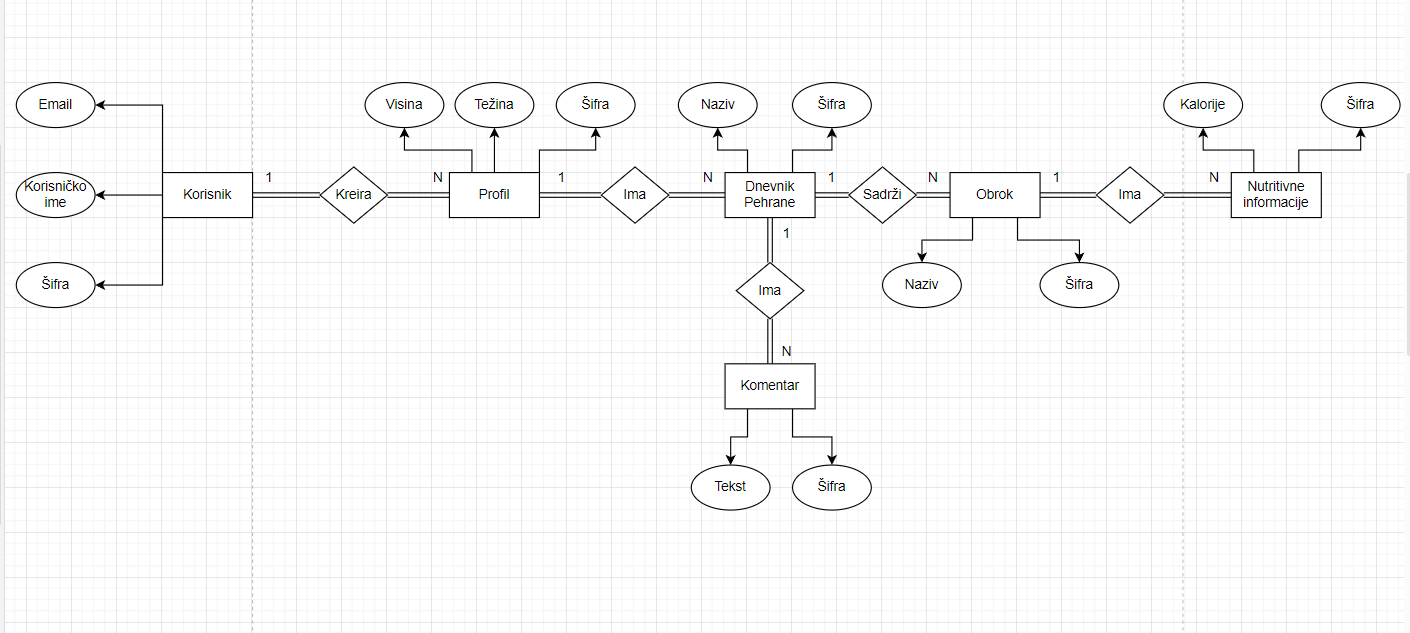 Email
Visina
Težina
Šifra
Naziv
Šifra
Kalorije
Šifra
Korisničko
ime
Korisnik
1
Kreira
N
Profil
1
Ima
N
Dnevnik
Pehrane
1
Sadrži
N
Obrok
1
Ima
N
Nutritivne
informacije
1
Šifra
Ima
Naziv
Šifra
N
Komentar
Tekst
Šifra